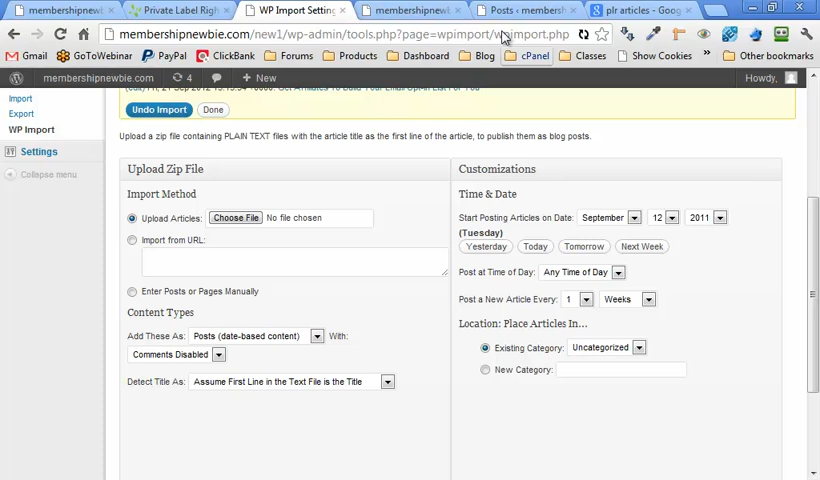 membershipnewbie
Private Label Righ
WP Import Setting
membershipnewbie
Posts ‹ membersh
plr articles - Goog
membershipnewbie.com/new1/wp-admin/tools.php?page=wpimport/wpimport.php
Gmail GoToWebinar PayPal ClickBank Forums Products Dashboard Blog cPanel Classes Show Cookies » Other bookmarks
membershipnewbie.com 4 + New Howdy,
Import
Export
WP Import
Settings
Collapse menu
Undo Import Done
Upload a zip file containing PLAIN TEXT files with the article title as the first line of the article, to publish them as blog posts.
Upload Zip File
Import Method
Upload Articles: Choose File No file chosen
Import from URL:
Enter Posts or Pages Manually
Content Types
Add These As: Posts (date-based content) With:
Comments Disabled
Detect Title As: Assume First Line in the Text File is the Title
Customizations
Time & Date
Start Posting Articles on Date: September 12 2011
(Tuesday)
Yesterday Today Tomorrow Next Week
Post at Time of Day: Any Time of Day
Post a New Article Every: 1 Weeks
Location: Place Articles In...
Existing Category: Uncategorized
New Category: